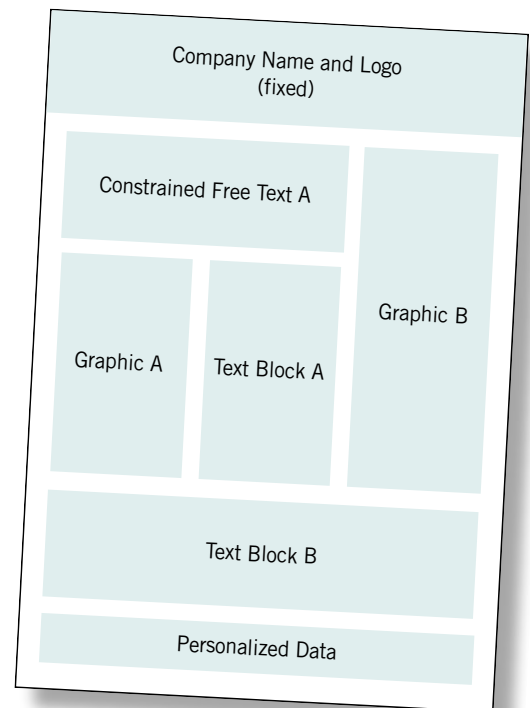 Company Name and Logo
(fixed)
Constrained Free Text A
Graphic B
Graphic A
Text Block A
Text Block B
Personalized Data